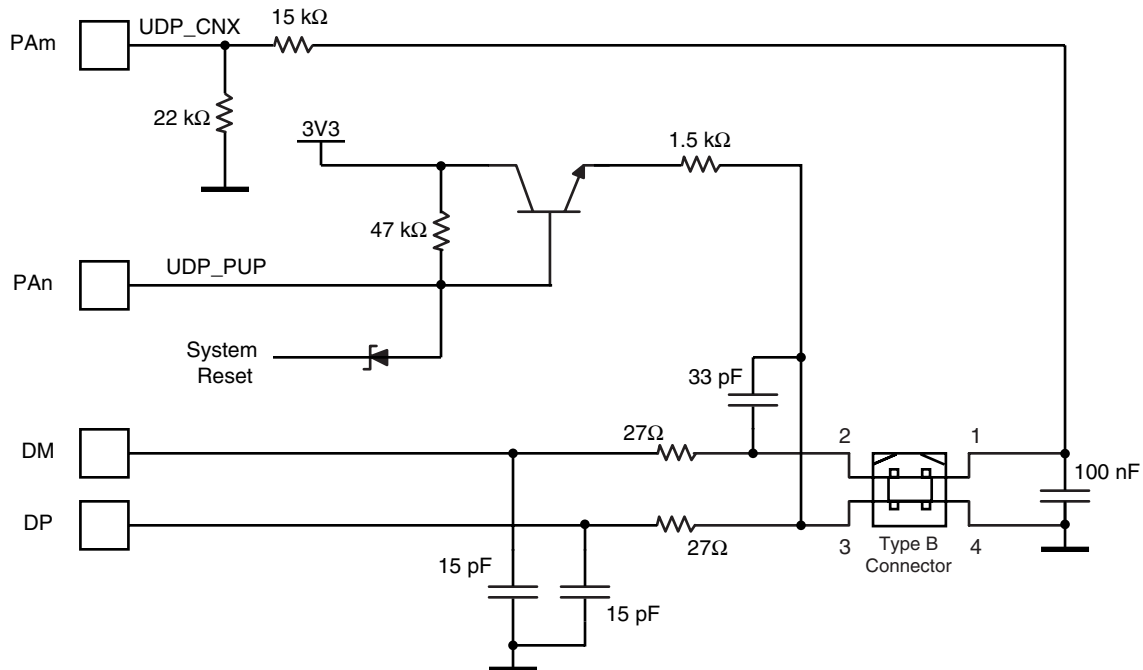 PAm
UDP_CNX
15 kΩ
22 kΩ
3V3
1.5 kΩ
47 kΩ
PAn
UDP_PUP
System
Reset
33 pF
DM
27Ω
2
1
100 nF
DP
27Ω
3
Type B
Connector
4
15 pF
15 pF